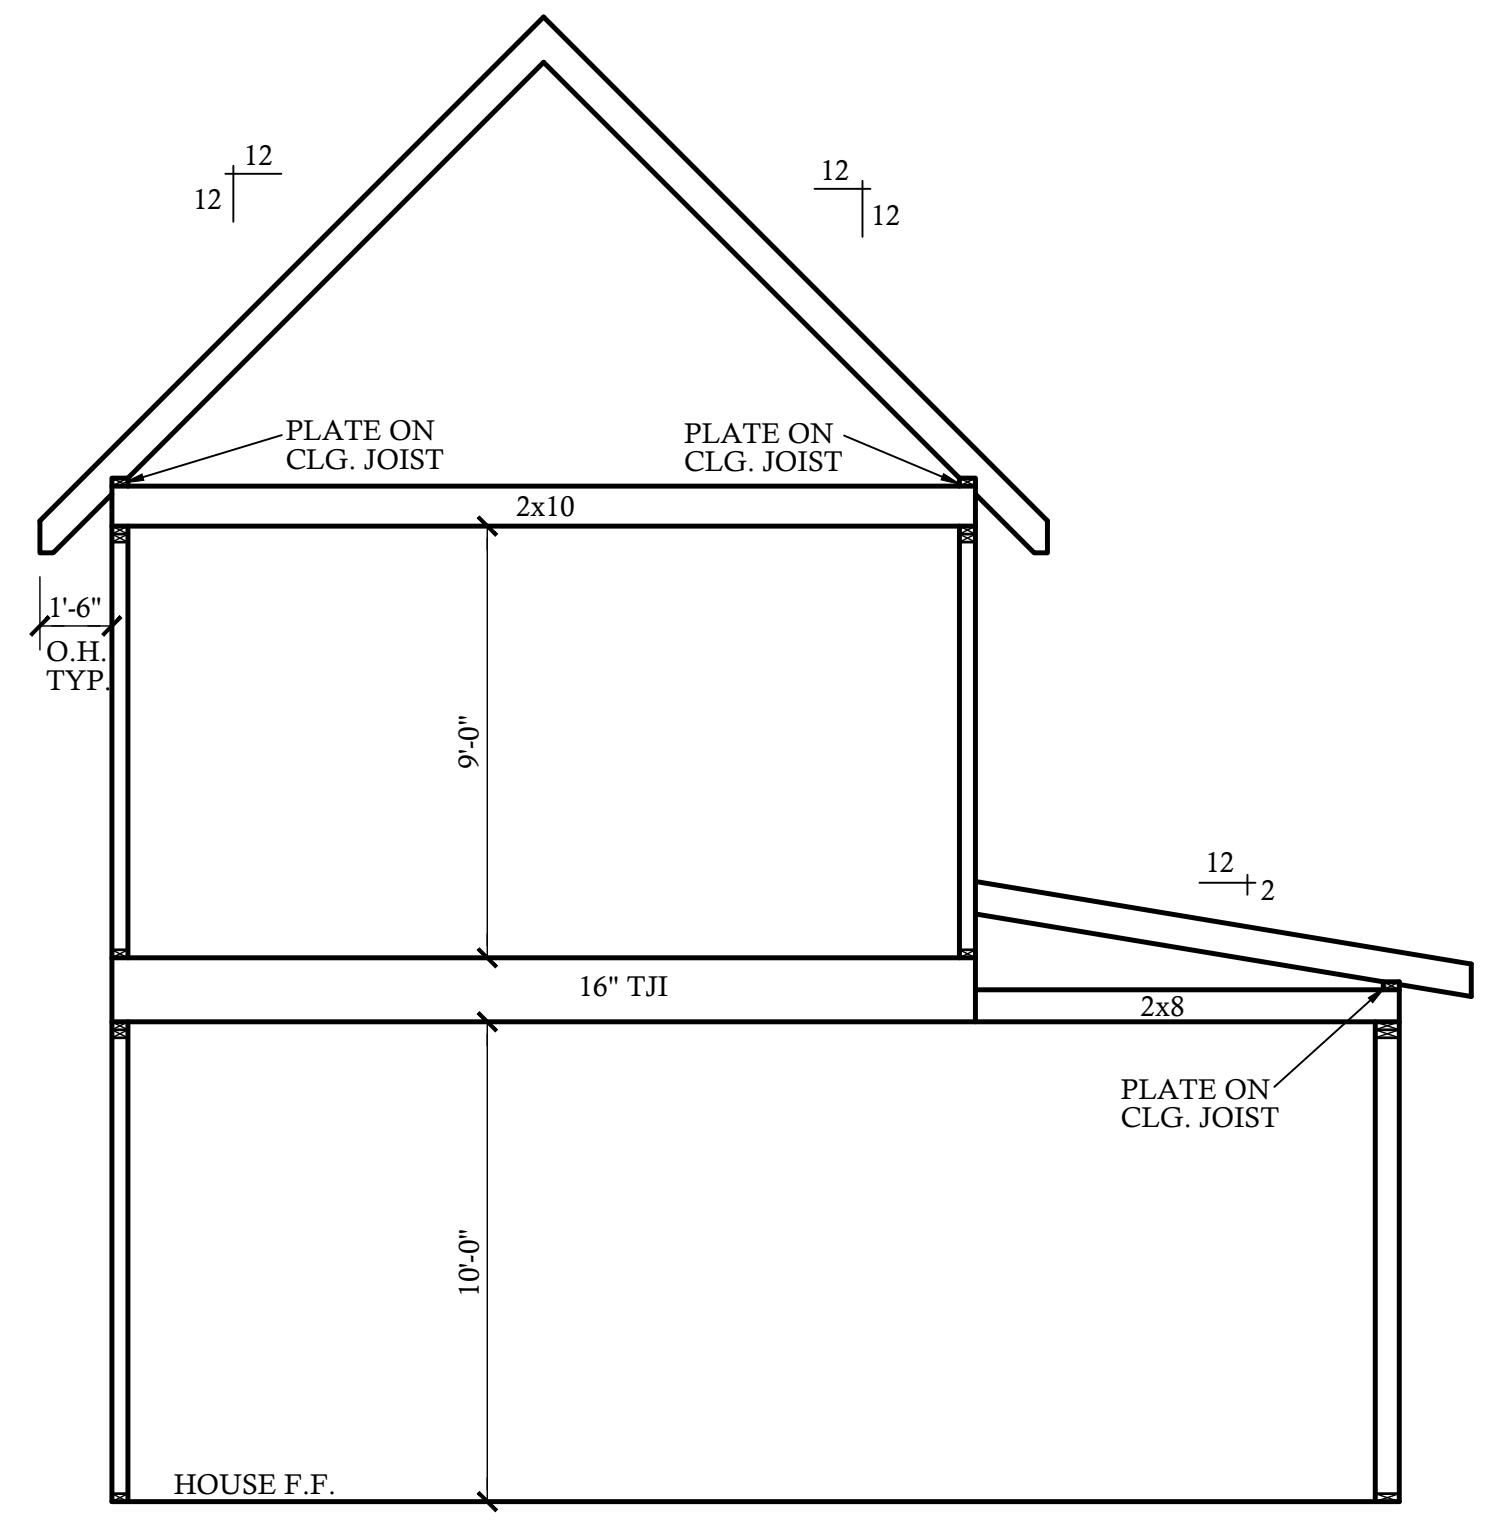 12
12
12
12
PLATE ON
CLG. JOIST
PLATE ON
CLG. JOIST
2x10
1'-6"
O.H.
TYP.
9'-0"
12
2
16" TJI
2x8
PLATE ON
CLG. JOIST
10'-0"
HOUSE F.F.